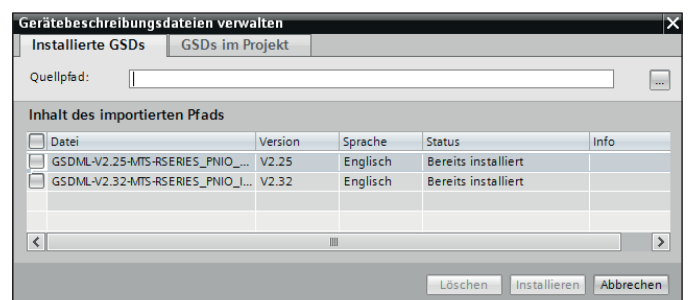 Gerätebeschreibungsdateien verwalten
Installierte GSDs GSDs im Projekt
Quellpfad:
...
Inhalt des importierten Pfads
Datei Version Sprache Status Info
GSDML-V2.25-MTS-RSERIES_PNIO_... V2.25 Englisch Bereits installiert
GSDML-V2.32-MTS-RSERIES_PNIO_I... V2.32 Englisch Bereits installiert
Löschen Installieren Abbrechen